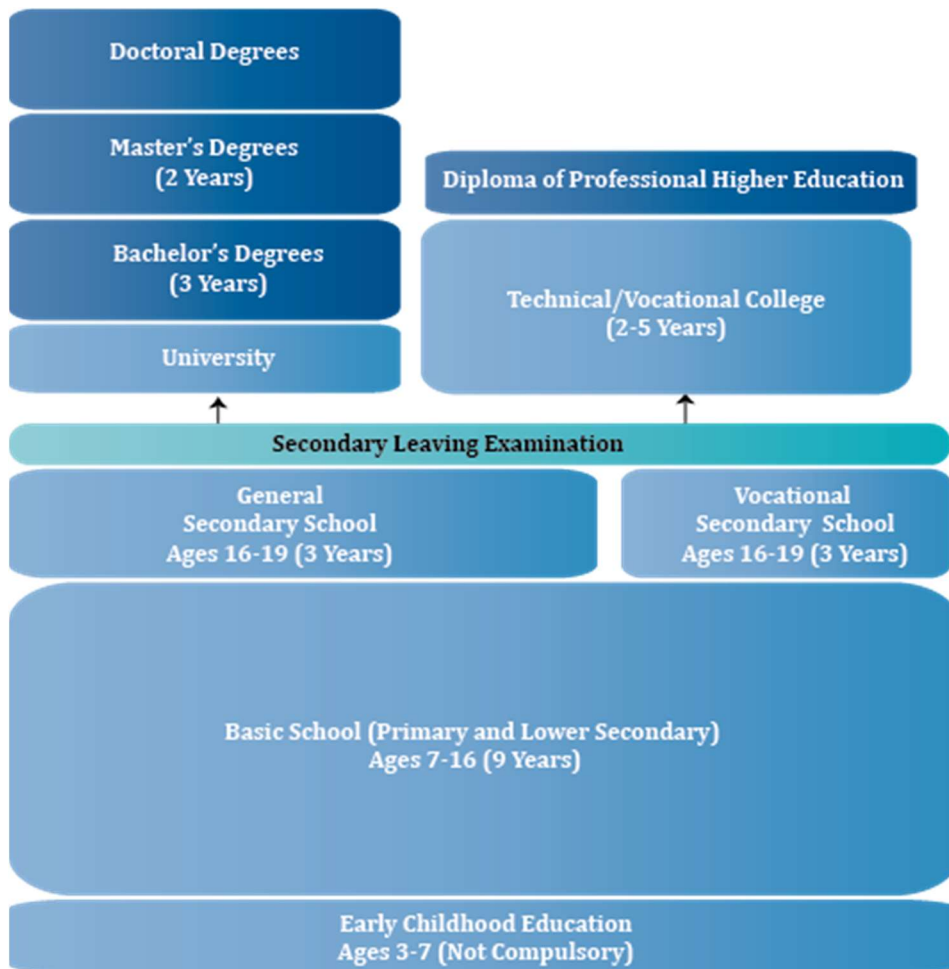 Doctoral Degrees
Master’s Degrees
(2 Years)
Diploma of Professional Higher Education
Bachelor’s Degrees
(3 Years)
Technical/Vocational College
(2-5 Years)
University
Secondary Leaving Examination
General
Secondary School
Ages 16-19 (3 Years)
Vocational
Secondary School
Ages 16-19 (3 Years)
Basic School (Primary and Lower Secondary)
Ages 7-16 (9 Years)
Early Childhood Education
Ages 3-7 (Not Compulsory)